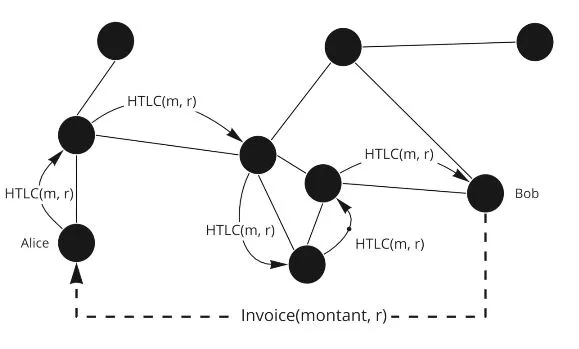 HTLC(m, r)
HTLC(m, r)
HTLC(m, r)
Bob
Alice
HTLC(m, r)
HTLC(m, r)
Invoice(montant, r)